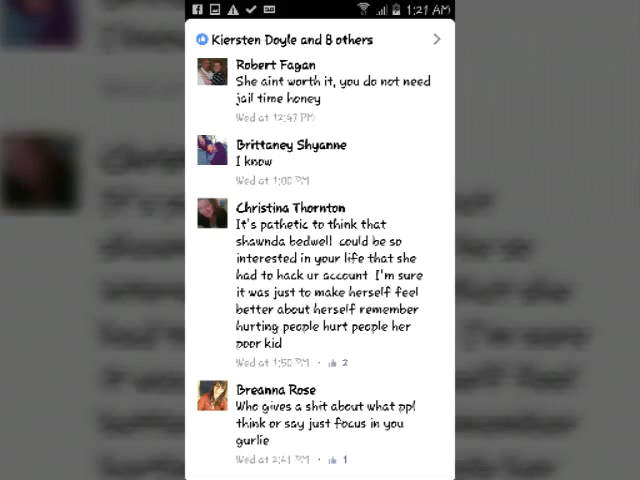 1:21 AM
Kiersten Doyle and 8 others
Robert Fagan
She aint worth it, you do not need
jail time honey
Wed at 12:47 PM
Brittaney Shyanne
I know
Wed at 1:00 PM
Christina Thornton
It's pathetic to think that
shawnda bedwell could be so
interested in your life that she
had to hack ur account I'm sure
it was just to make herself feel
better about herself remember
hurting people hurt people her
poor kid
Wed at 1:50 PM · 2
Breanna Rose
Who gives a shit about what ppl
think or say just focus in you
gurlie
Wed at 2:41 PM · 1